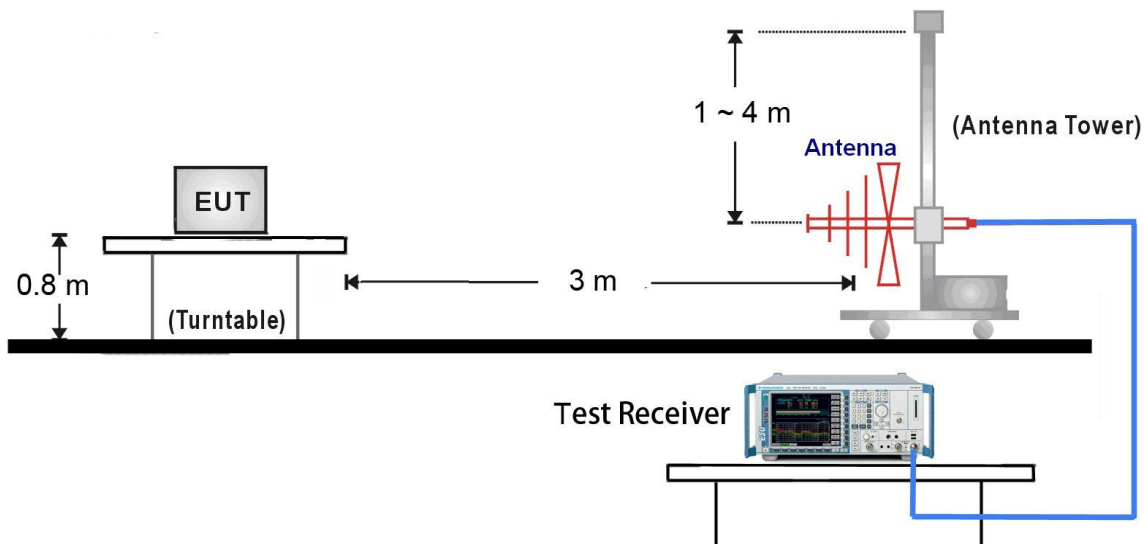 1 ~ 4 m
(Antenna Tower)
Antenna
EUT
0.8 m
3 m
(Turntable)
Test Receiver